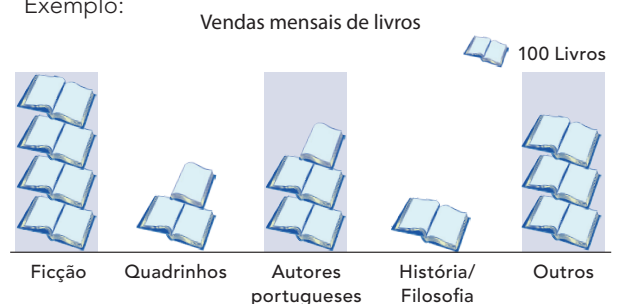 Exemplo:
Vendas mensais de livros
100 Livros
Ficção
Quadrinhos
Autores
portugueses
História/
Filosofia
Outros